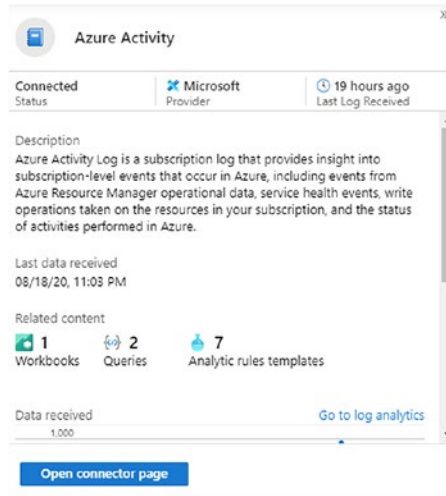 Azure Activity
Connected
Status
Microsoft
Provider
19 hours ago
Last Log Received
Description
Azure Activity Log is a subscription log that provides insight into
subscription-level events that occur in Azure, including events from
Azure Resource Manager operational data, service health events, write
operations taken on the resources in your subscription, and the status
of activities performed in Azure.
Last data received
08/18/20, 11:03 PM
Related content
1
Workbooks
2
Queries
7
Analytic rules templates
Data received
Go to log analytics
1,000
Open connector page